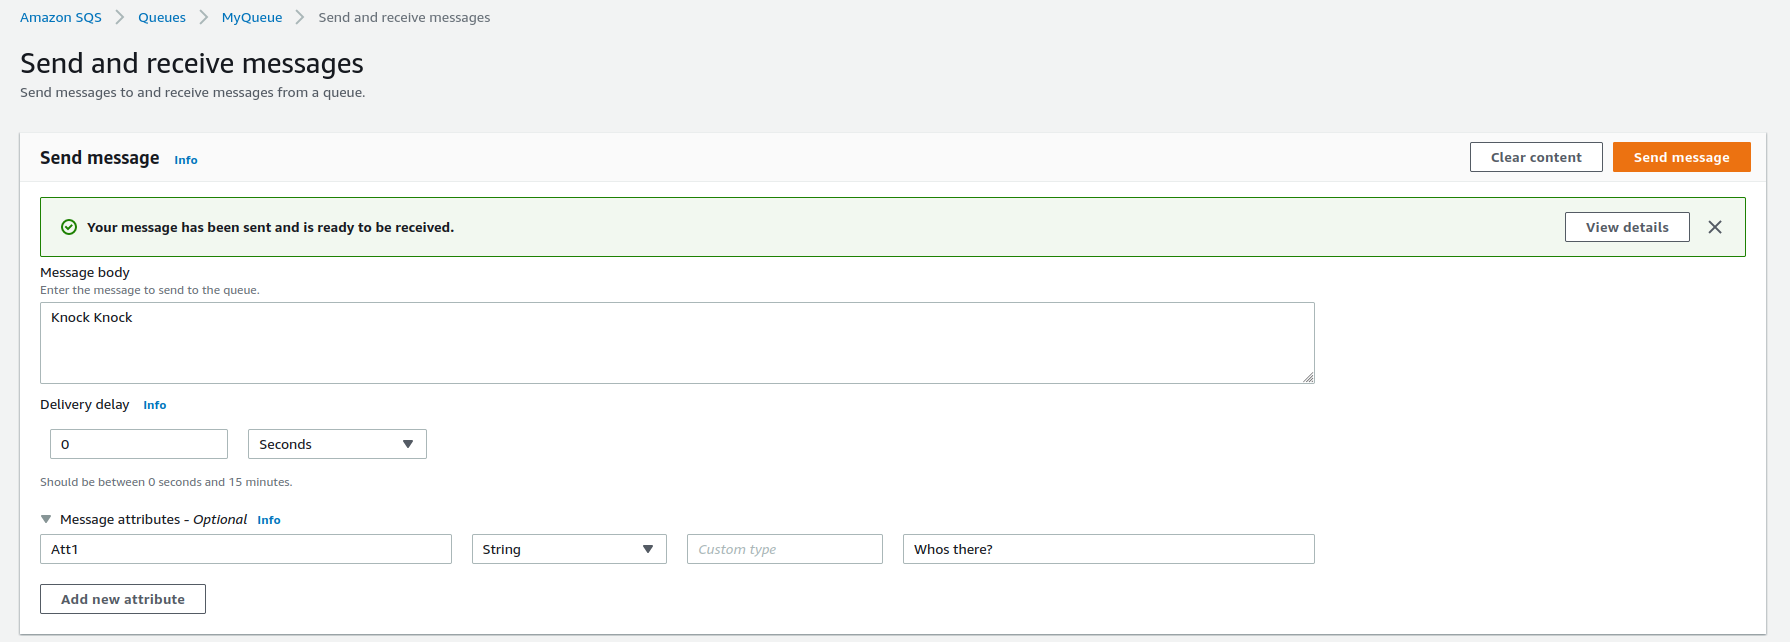 Amazon SQS > Queues > MyQueue > Send and receive messages
Send and receive messages
Send messages to and receive messages from a queue.
Send message Info Clear content Send message
Your message has been sent and is ready to be received. View details
Message body
Enter the message to send to the queue.
Knock Knock
Delivery delay Info
0 Seconds
Should be between 0 seconds and 15 minutes.
Message attributes - Optional Info
Att1 String Custom type Whos there?
Add new attribute